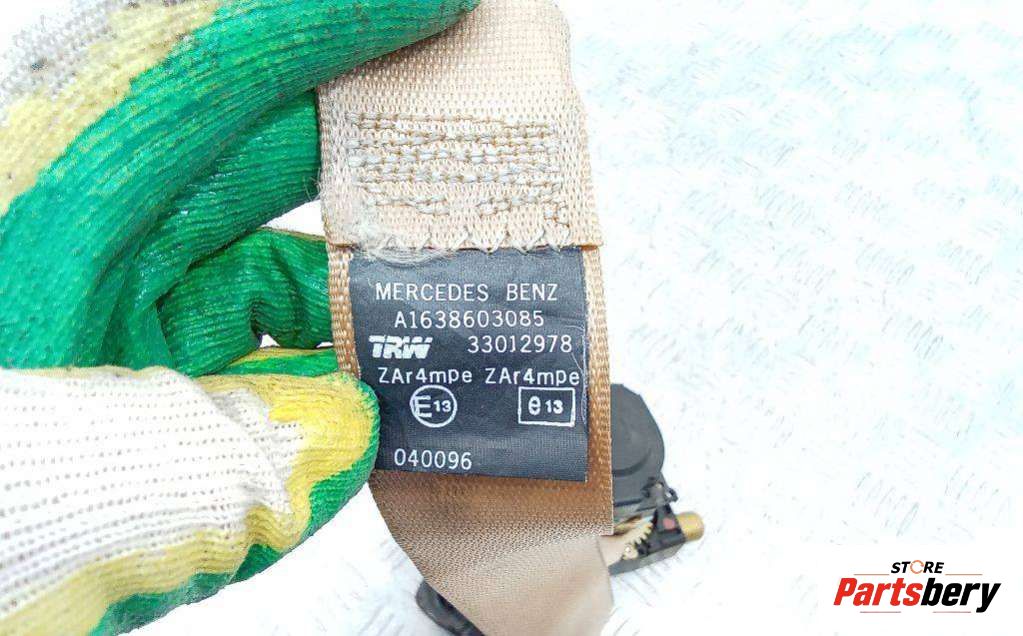 MERCEDES BENZ
A1638603085
TRW 33012978
ZAr4mpe ZAr4mpe
E13 e13
040096
STORE
Partsbery